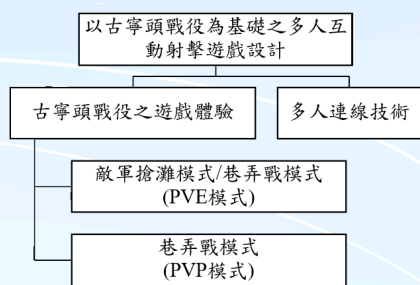 以古寧頭戰役為基礎之多人互
動射擊遊戲設計
古寧頭戰役之遊戲體驗
多人連線技術
敵軍搶灘模式/巷弄戰模式
(PVE模式)
巷弄戰模式
(PVP模式)